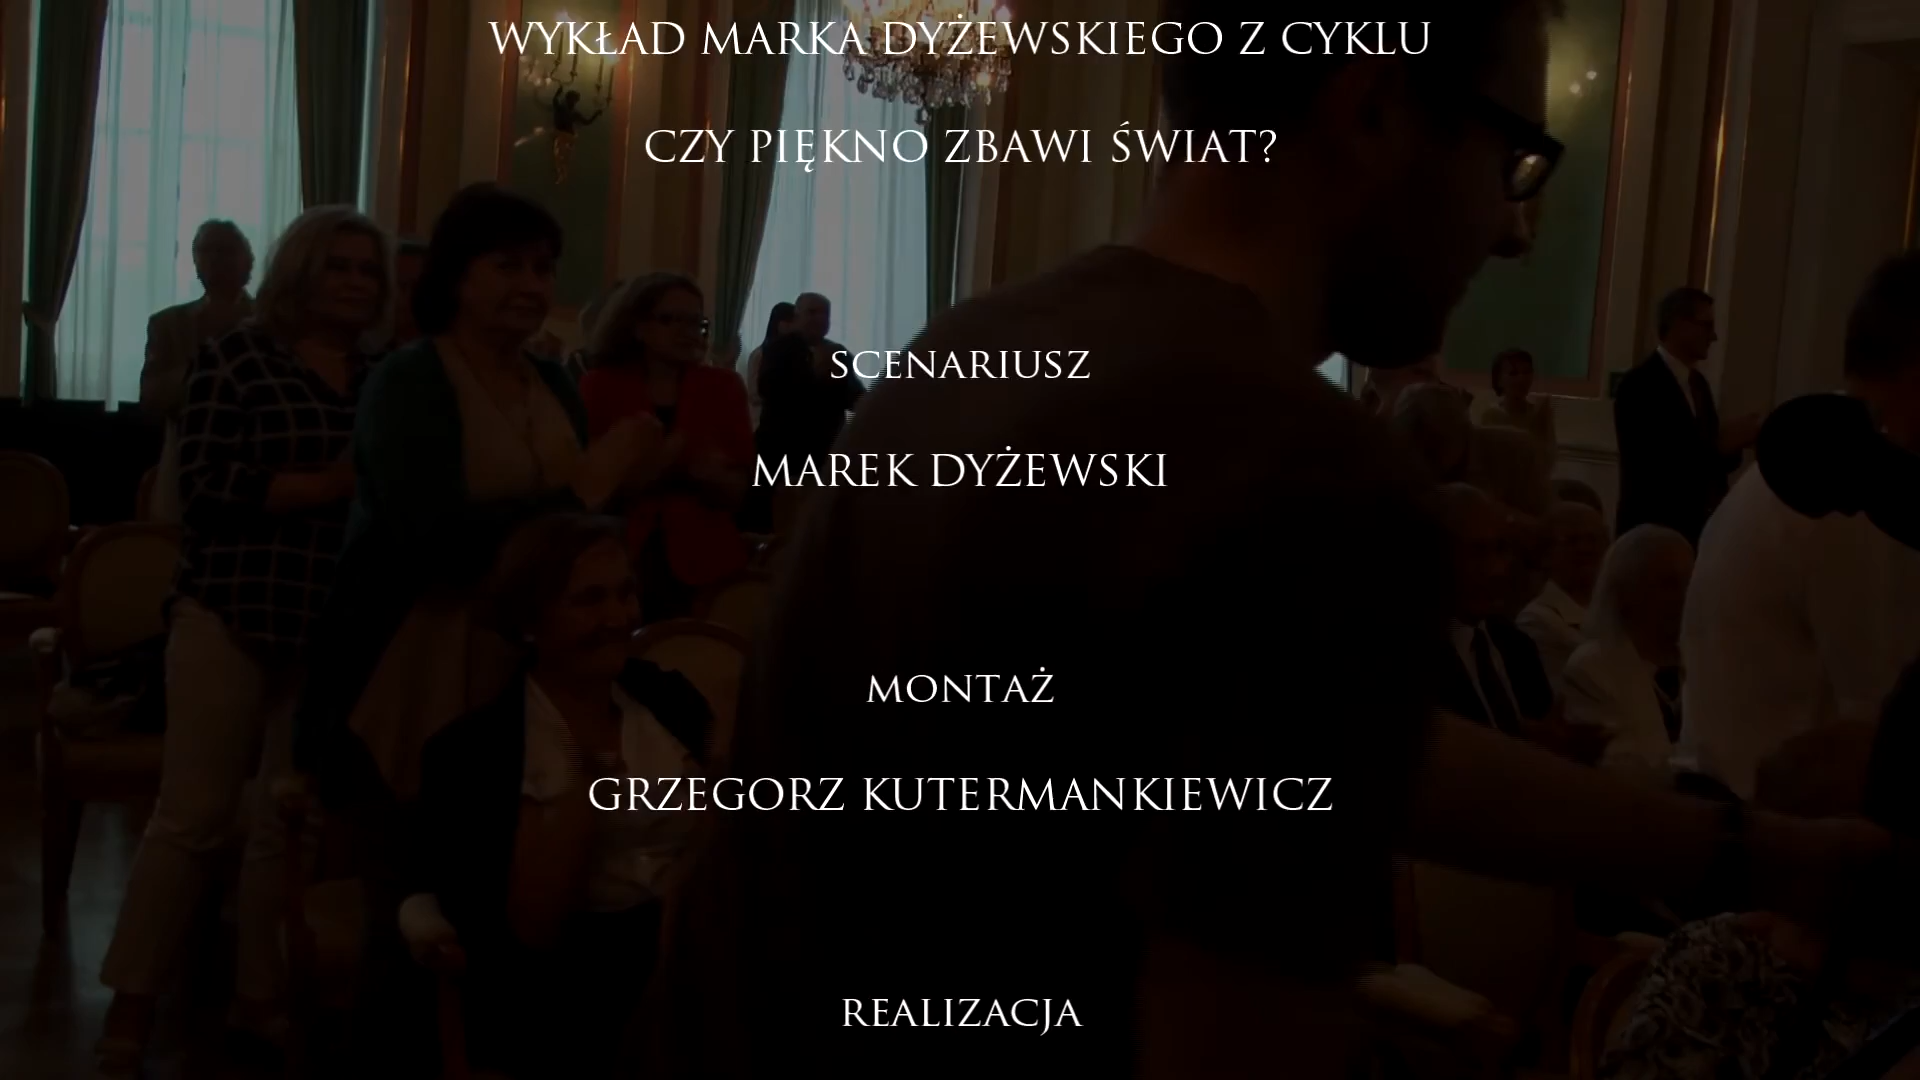 WYKŁAD MARKA DYŻEWSKIEGO Z CYKLU
CZY PIĘKNO ZBAWI ŚWIAT?
SCENARIUSZ
MAREK DYŻEWSKI
MONTAŻ
GRZEGORZ KUTERMANKIEWICZ
REALIZACJA